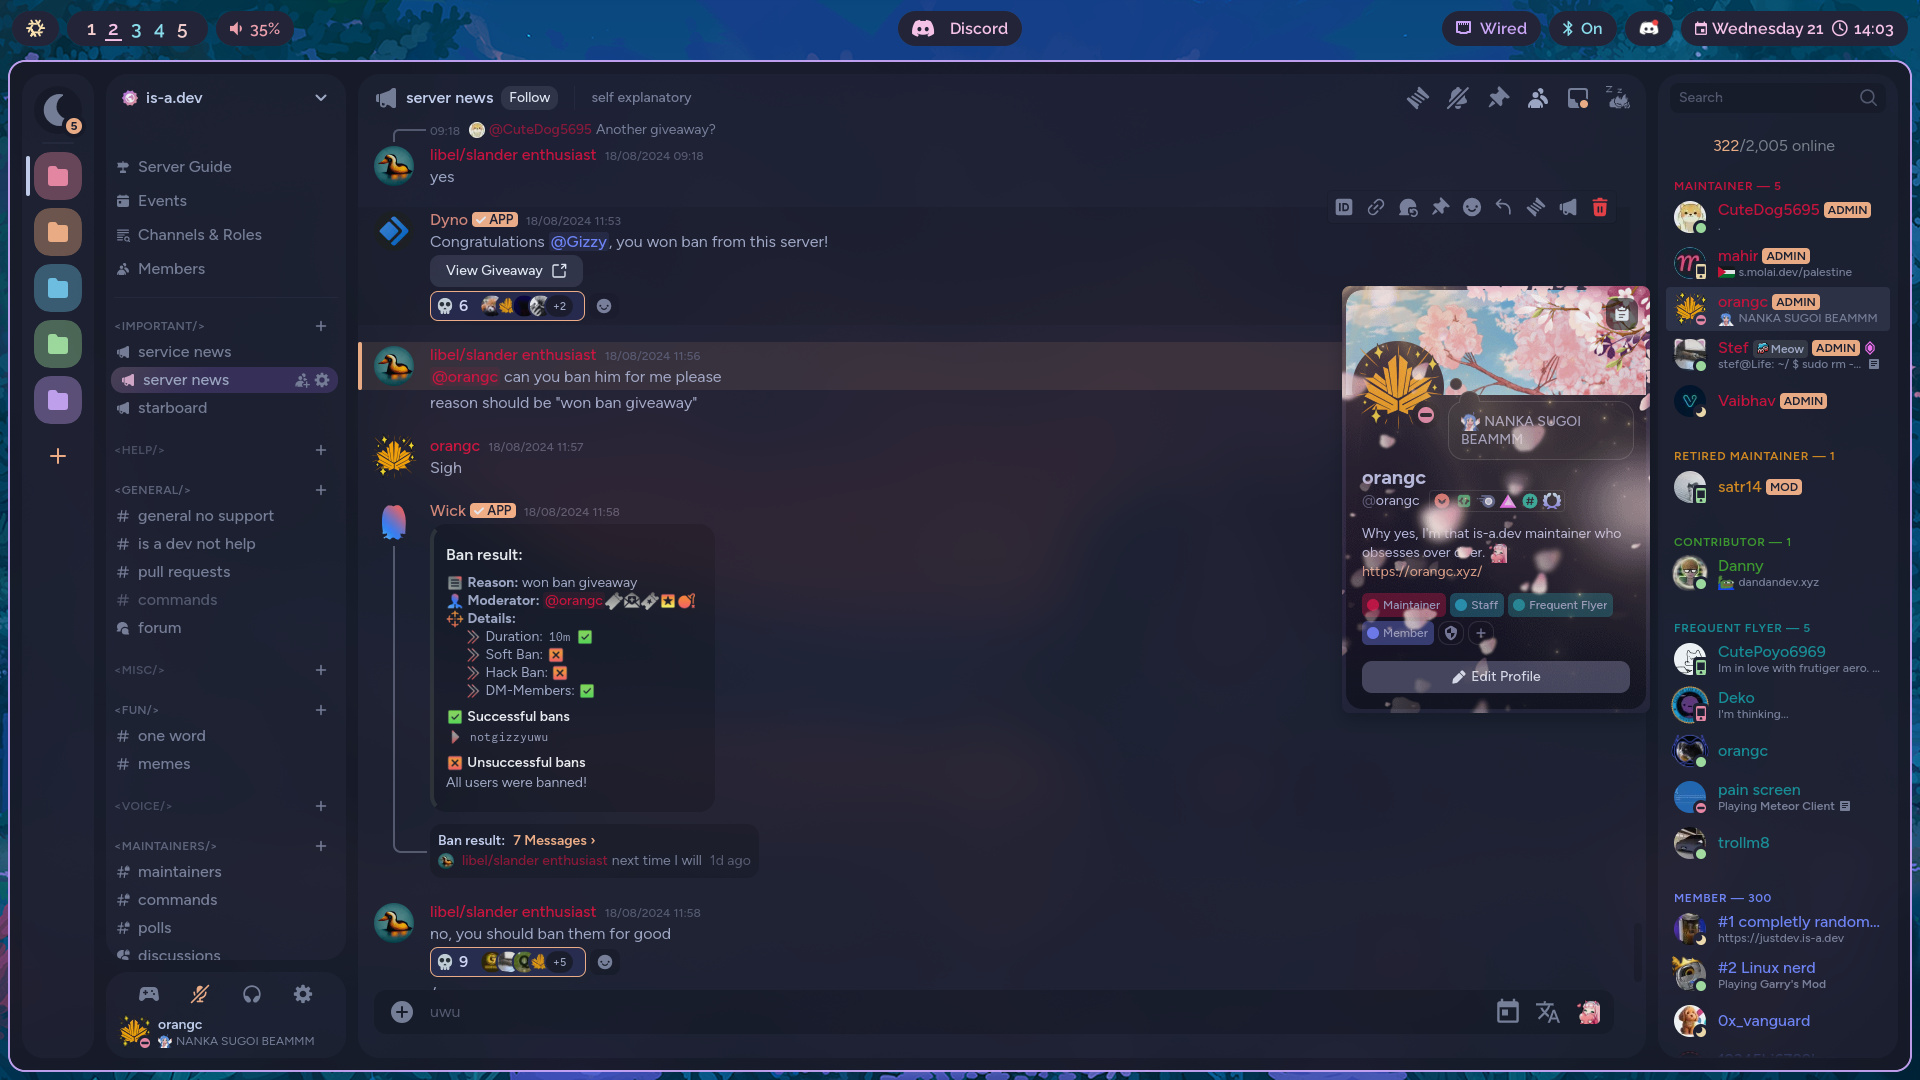 1 2 3 4 5
35%
Discord
Wired
On
Wednesday 21 14:03
5
is-a.dev
Server Guide
Events
Channels & Roles
Members
<IMPORTANT/>
service news
server news
starboard
<HELP/>
<GENERAL/>
general no support
is a dev not help
pull requests
commands
forum
<MISC/>
<FUN/>
one word
memes
<VOICE/>
<MAINTAINERS/>
maintainers
commands
polls
discussions
orangc
NANKA SUGOI BEAMMM
server news Follow self explanatory
09:18 @CuteDog5695 Another giveaway?
libel/slander enthusiast 18/08/2024 09:18
yes
Dyno APP 18/08/2024 11:53
Congratulations @Gizzy, you won ban from this server!
View Giveaway
6 +2
libel/slander enthusiast 18/08/2024 11:56
@orangc can you ban him for me please
reason should be "won ban giveaway"
orangc 18/08/2024 11:57
Sigh
Wick APP 18/08/2024 11:58
Ban result:
Reason: won ban giveaway
Moderator: @orangc
Details:
Duration: 10m
Soft Ban:
Hack Ban:
DM-Members:
Successful bans
notgizzyuwu
Unsuccessful bans
All users were banned!
Ban result: 7 Messages ›
libel/slander enthusiast next time I will 1d ago
libel/slander enthusiast 18/08/2024 11:58
no, you should ban them for good
9 +5
uwu
ID
NANKA SUGOI
BEAMMM
orangc
@orangc
Why yes, I'm that is-a.dev maintainer who
obsesses over
https://orangc.xyz/
Maintainer Staff Frequent Flyer
Member
Edit Profile
Search
322/2,005 online
MAINTAINER — 5
CuteDog5695 ADMIN
.
mahir ADMIN
s.molai.dev/palestine
orangc ADMIN
NANKA SUGOI BEAMMM
Stef Meow ADMIN
stef@Life: ~/ $ sudo rm -...
Vaibhav ADMIN
RETIRED MAINTAINER — 1
satr14 MOD
CONTRIBUTOR — 1
Danny
dandandev.xyz
FREQUENT FLYER — 5
CutePoyo6969
Im in love with frutiger aero. ...
Deko
I'm thinking...
orangc
pain screen
Playing Meteor Client
trollm8
MEMBER — 300
#1 completly random...
https://justdev.is-a.dev
#2 Linux nerd
Playing Garry's Mod
0x_vanguard